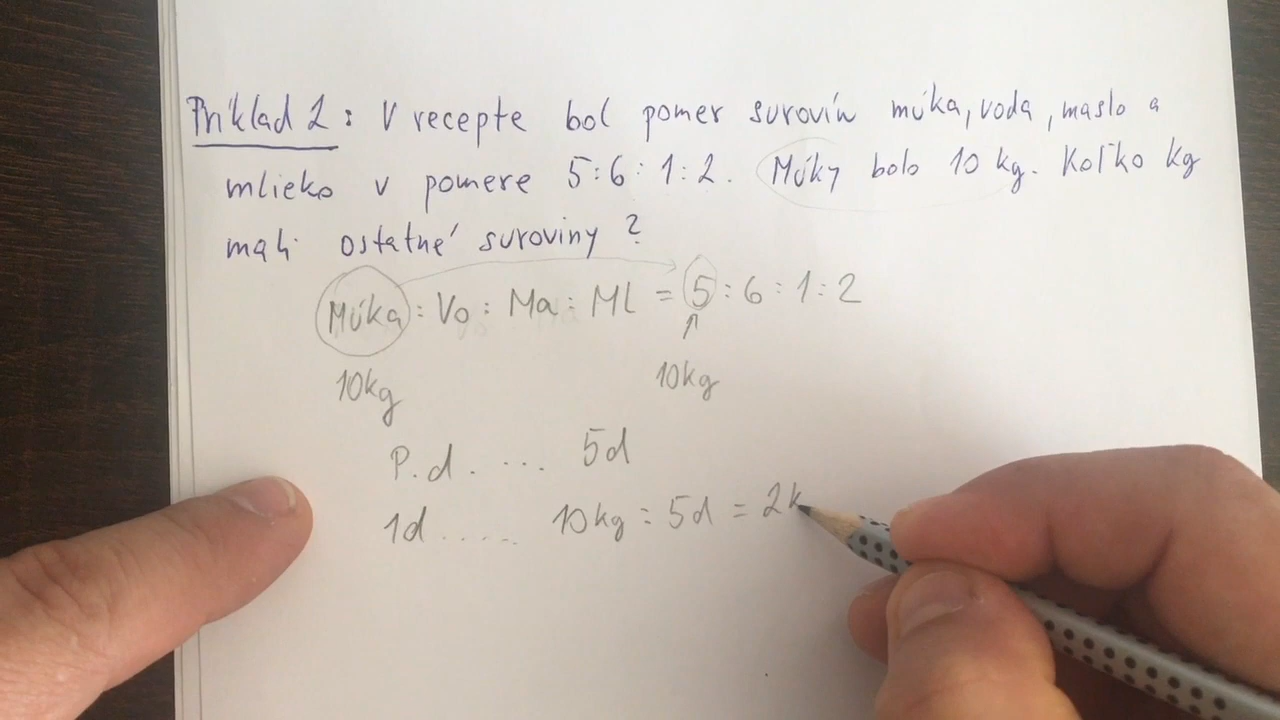 Príklad 2: V recepte bol pomer surovín múka, voda, maslo a
mlieko v pomere 5:6:1:2. Múky bolo 10 kg. Koľko kg
mali ostatné suroviny ?
Múka : Vo : Ma : Ml = 5 : 6 : 1 : 2
10kg 10kg
P.d. ... 5d
1d ..... 10kg : 5d = 2k